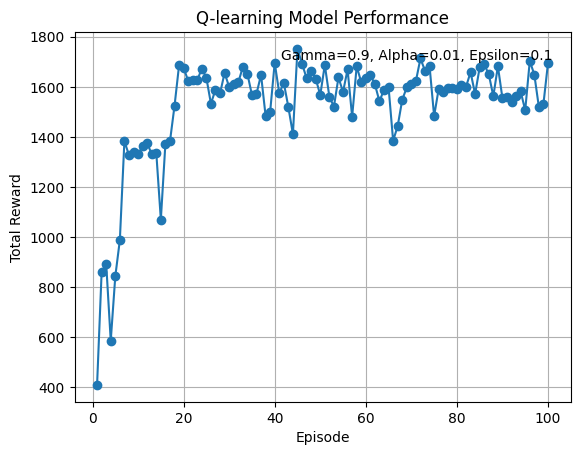 Q-learning Model Performance
1800
Gamma=0.9, Alpha=0.01, Epsilon=0.1
1600
1400
1200
1000
800
600
400
Total Reward
0 20 40 60 80 100
Episode